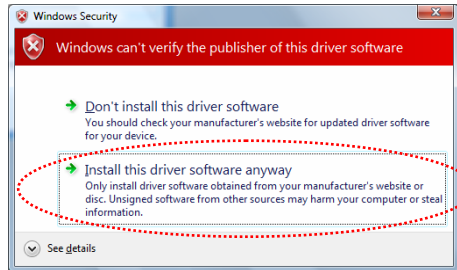 Windows Security
Windows can't verify the publisher of this driver software
Don't install this driver software
You should check your manufacturer's website for updated driver software
for your device.
Install this driver software anyway
Only install driver software obtained from your manufacturer's website or
disc. Unsigned software from other sources may harm your computer or steal
information.
See details